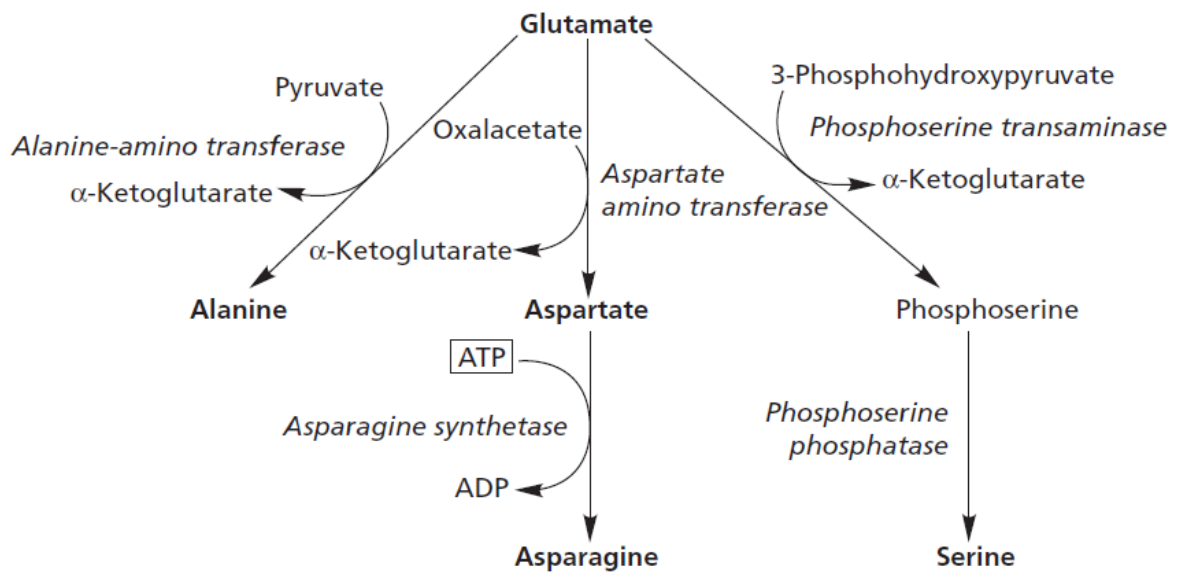 Glutamate
Pyruvate
3-Phosphohydroxypyruvate
Oxalacetate
Phosphoserine transaminase
Alanine-amino transferase
Aspartate
amino transferase
α-Ketoglutarate
α-Ketoglutarate
α-Ketoglutarate
Alanine
Aspartate
Phosphoserine
ATP
Asparagine synthetase
Phosphoserine
phosphatase
ADP
Asparagine
Serine